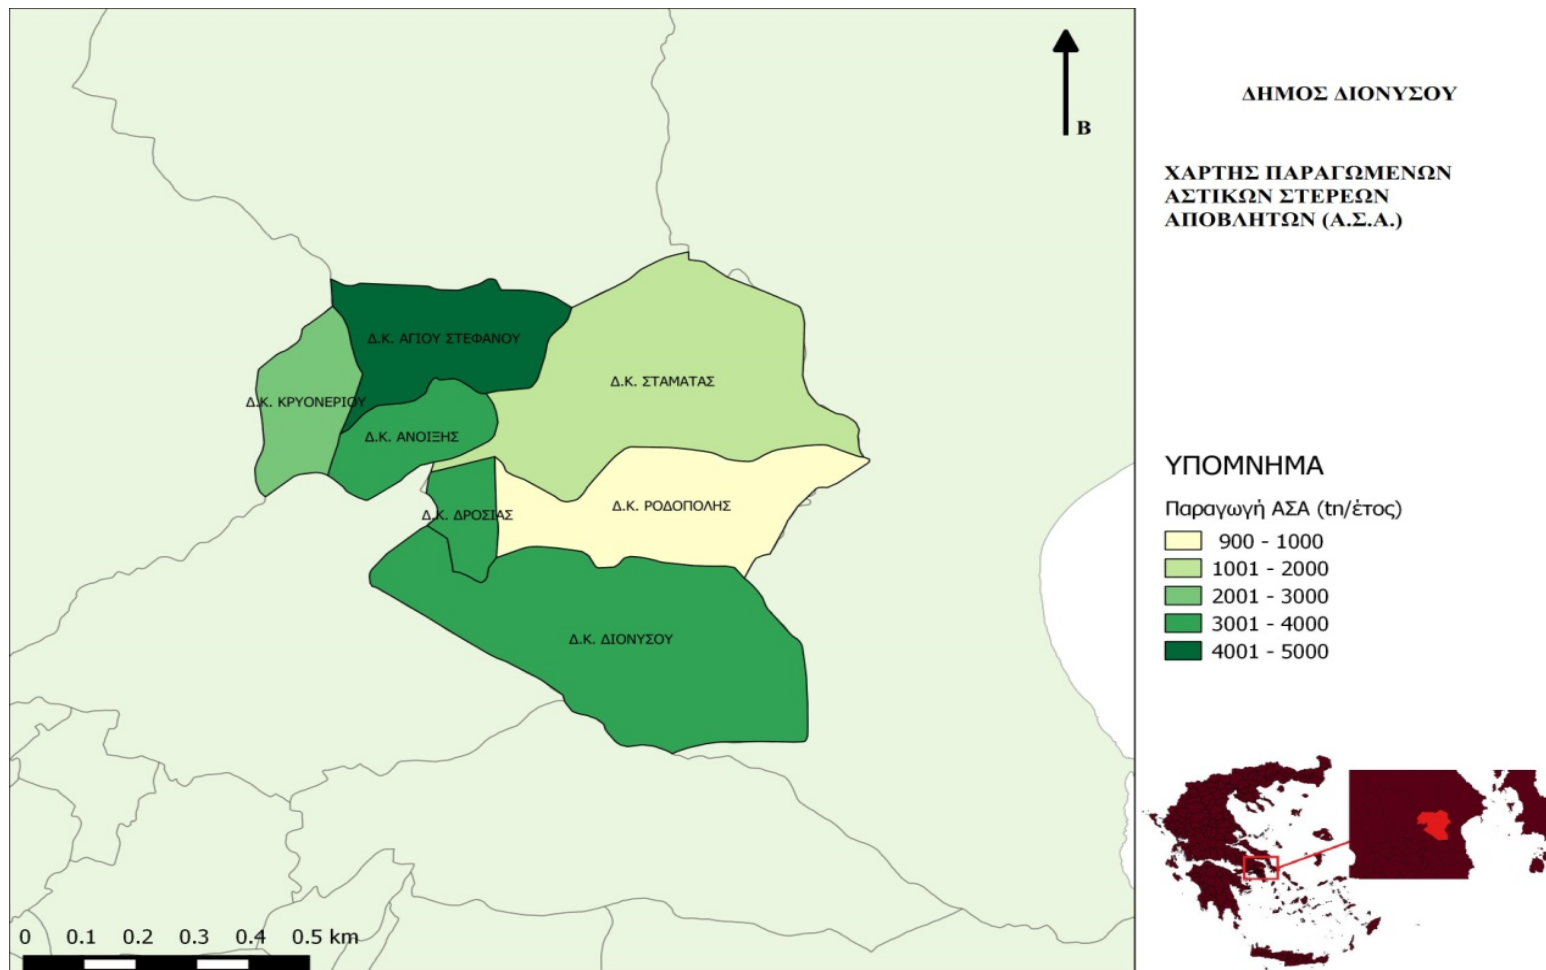 Β
ΔΗΜΟΣ ΔΙΟΝΥΣΟΥ
ΧΑΡΤΗΣ ΠΑΡΑΓΩΜΕΝΩΝ
ΑΣΤΙΚΩΝ ΣΤΕΡΕΩΝ
ΑΠΟΒΛΗΤΩΝ (Α.Σ.Α.)
Δ.Κ. ΑΓΙΟΥ ΣΤΕΦΑΝΟΥ
Δ.Κ. ΣΤΑΜΑΤΑΣ
Δ.Κ. ΚΡΥΟΝΕΡΙΟΥ
Δ.Κ. ΑΝΟΙΞΗΣ
Δ.Κ. ΡΟΔΟΠΟΛΗΣ
Δ.Κ. ΔΡΟΣΙΑΣ
Δ.Κ. ΔΙΟΝΥΣΟΥ
ΥΠΟΜΝΗΜΑ
Παραγωγή ΑΣΑ (tn/έτος)
900 - 1000
1001 - 2000
2001 - 3000
3001 - 4000
4001 - 5000
0 0.1 0.2 0.3 0.4 0.5 km